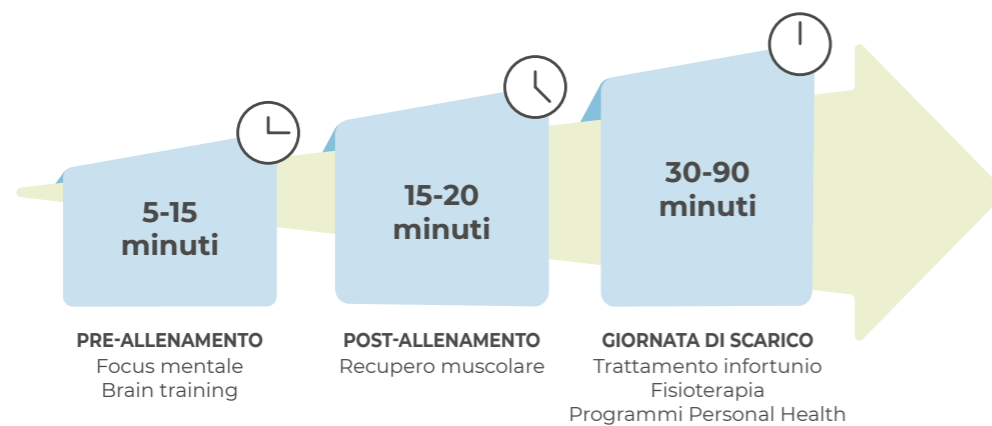 5-15
minuti
15-20
minuti
30-90
minuti
PRE-ALLENAMENTO
Focus mentale
Brain training
POST-ALLENAMENTO
Recupero muscolare
GIORNATA DI SCARICO
Trattamento infortunio
Fisioterapia
Programmi Personal Health